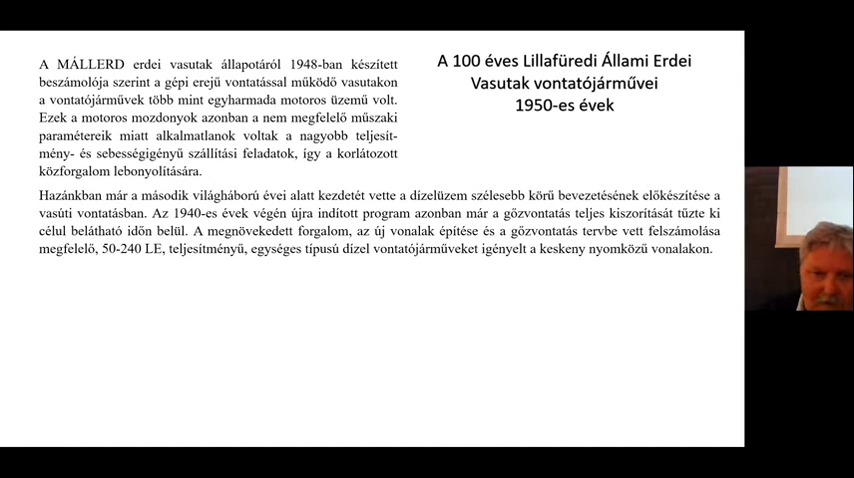 A MÁLLERD erdei vasutak állapotáról 1948-ban készített
beszámolója szerint a gépi erejű vontatással működő vasutakon
a vontatójárművek több mint egyharmada motoros üzemű volt.
Ezek a motoros mozdonyok azonban a nem megfelelő műszaki
paramétereik miatt alkalmatlanok voltak a nagyobb teljesít-
mény- és sebességigényű szállítási feladatok, így a korlátozott
közforgalom lebonyolítására.
A 100 éves Lillafüredi Állami Erdei
Vasutak vontatójárművei
1950-es évek
Hazánkban már a második világháború évei alatt kezdetét vette a dízelüzem szélesebb körű bevezetésének előkészítése a
vasúti vontatásban. Az 1940-es évek végén újra indított program azonban már a gőzvontatás teljes kiszorítását tűzte ki
célul belátható időn belül. A megnövekedett forgalom, az új vonalak építése és a gőzvontatás tervbe vett felszámolása
megfelelő, 50-240 LE, teljesítményű, egységes típusú dízel vontatójárműveket igényelt a keskeny nyomközű vonalakon.